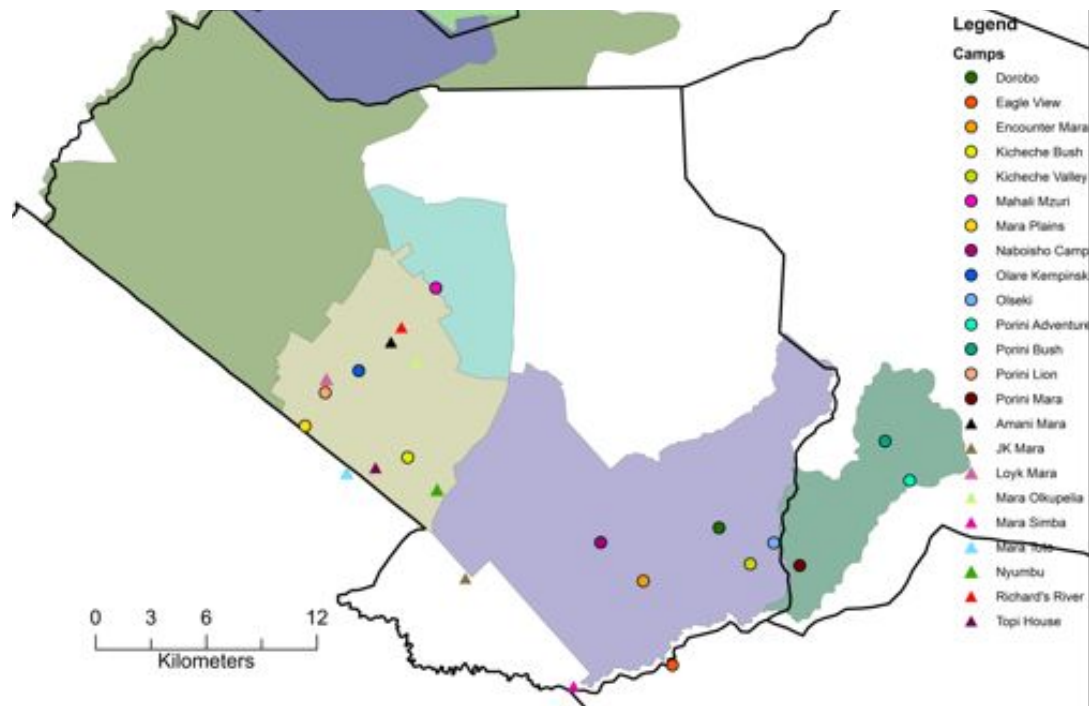 Legend
Camps
Dorobo
Eagle View
Encounter Mara
Kicheche Bush
Kicheche Valley
Mahali Mzuri
Mara Plains
Naboisho Camp
Olare Kempinsk
Olseki
Porini Adventure
Porini Bush
Porini Lion
Porini Mara
Amani Mara
JK Mara
Loyk Mara
Mara Olkupelia
Mara Simba
Mara Toto
Nyumbu
Richard's River
Topi House
0 3 6 12
Kilometers